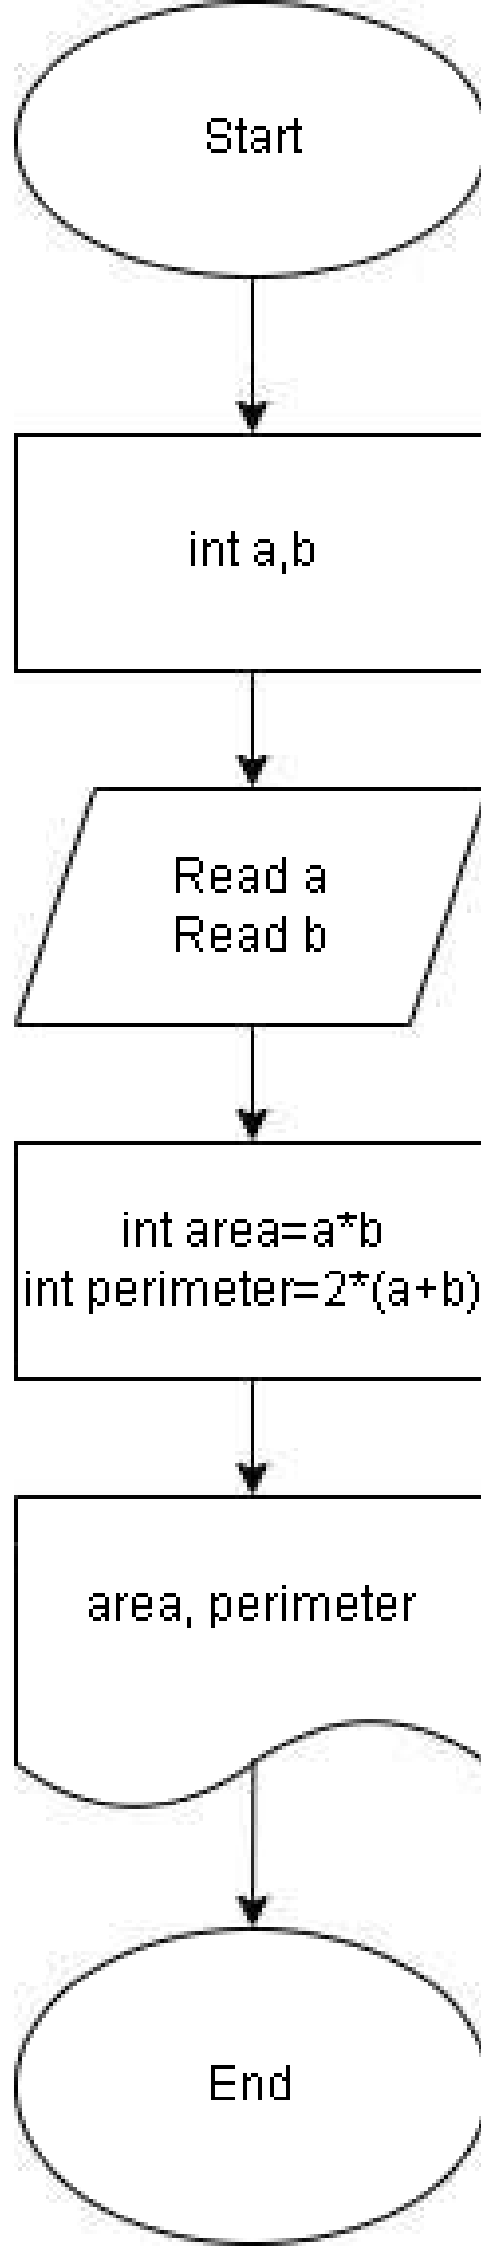 Start
int a,b
Read a
Read b
int area=a*b
int perimeter=2*(a+b)
area, perimeter
End